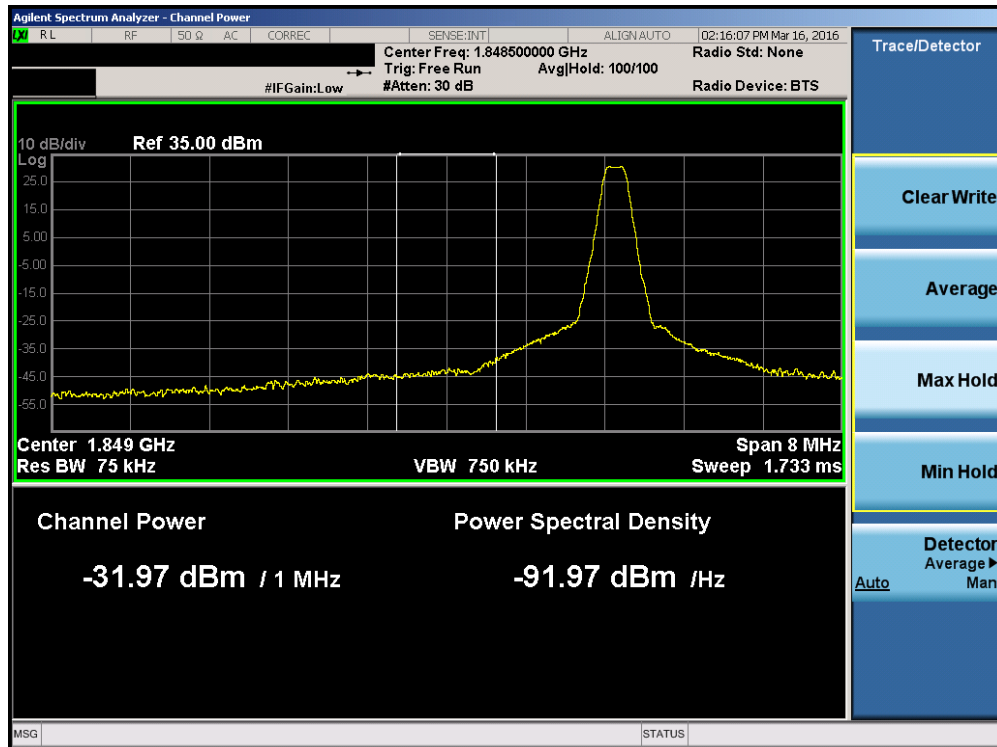 Agilent Spectrum Analyzer - Channel Power
LXI RL RF 50 Ω AC CORREC SENSE:INT ALIGN AUTO 02:16:07 PM Mar 16, 2016
Center Freq: 1.848500000 GHz Radio Std: None
Trig: Free Run Avg|Hold: 100/100
#IFGain:Low #Atten: 30 dB Radio Device: BTS
10 dB/div Ref 35.00 dBm
Log
25.0
15.0
5.00
-5.00
-15.0
-25.0
-35.0
-45.0
-55.0
Center 1.849 GHz Span 8 MHz
Res BW 75 kHz VBW 750 kHz Sweep 1.733 ms
Channel Power Power Spectral Density
-31.97 dBm / 1 MHz -91.97 dBm /Hz
Trace/Detector
Clear Write
Average
Max Hold
Min Hold
Detector
Average
Auto Man
MSG STATUS